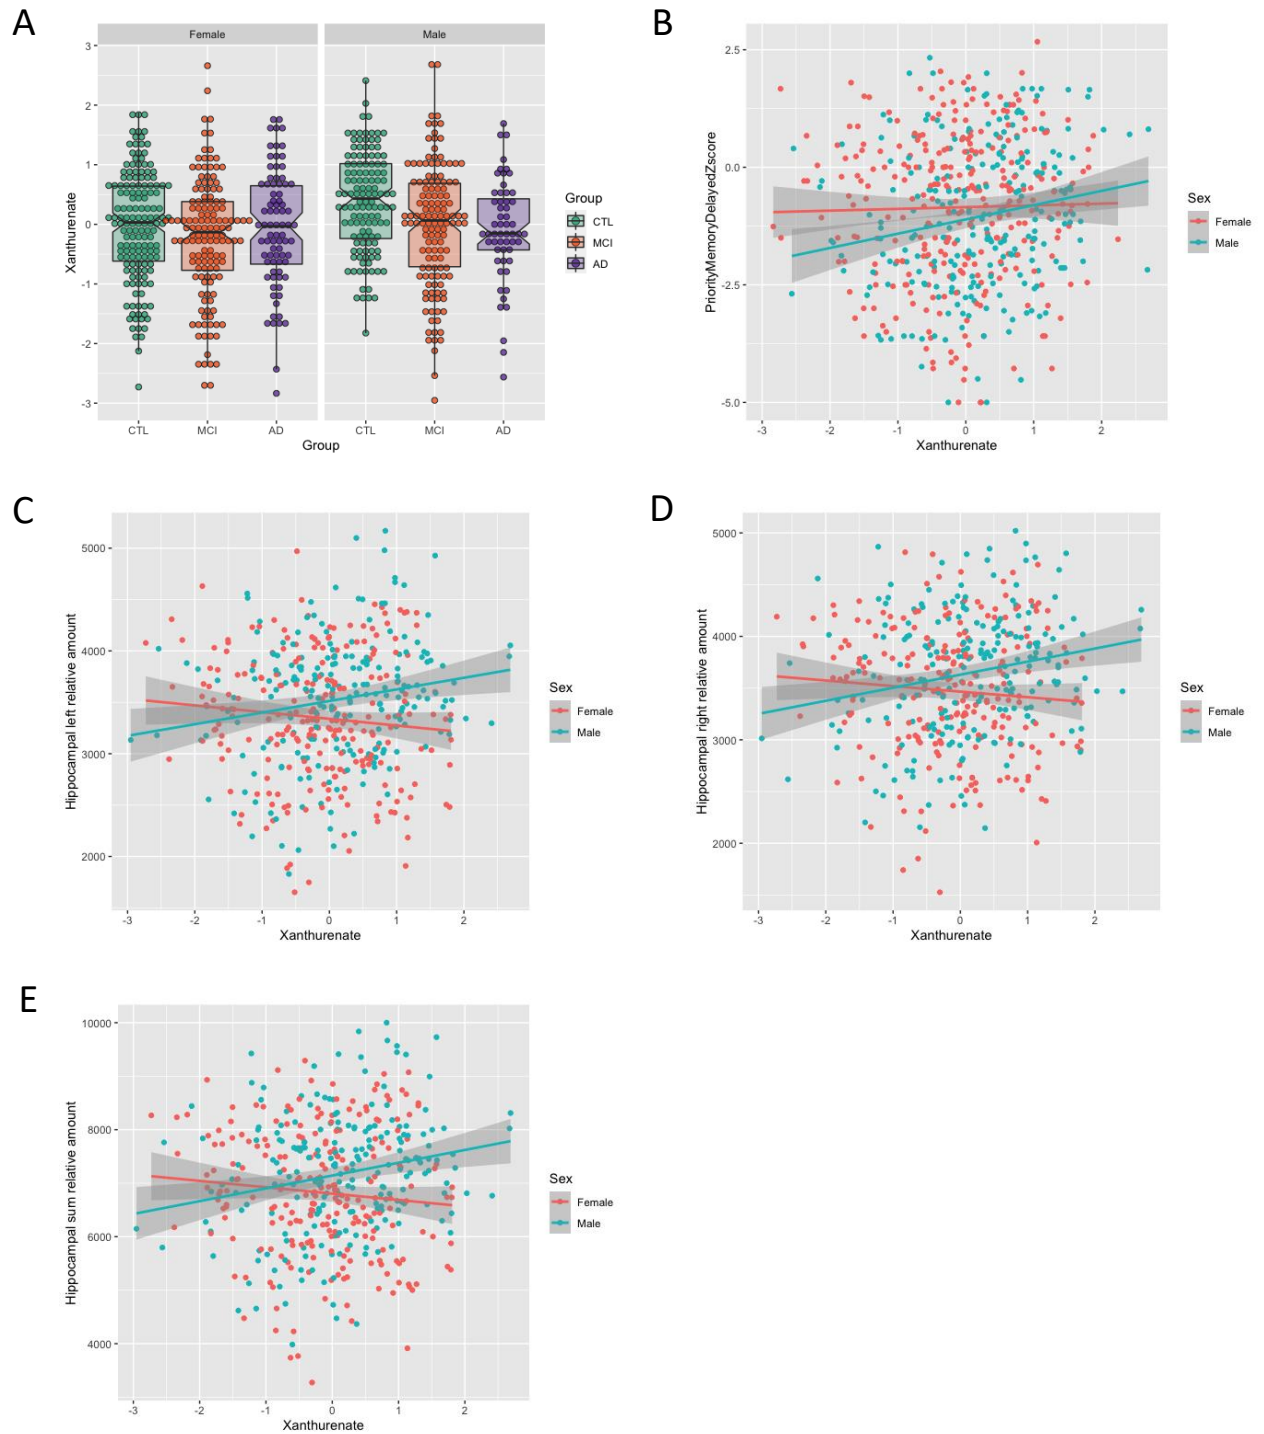 A
Female
Male
3
2
1
0
-1
-2
-3
Xanthurenate
CTL
MCI
AD
CTL
MCI
AD
Group
Group
CTL
MCI
AD
B
2.5
0.0
-2.5
-5.0
PriorityMemoryDelayedZscore
-3
-2
-1
0
1
2
Xanthurenate
Sex
Female
Male
C
5000
4000
3000
2000
Hippocampal left relative amount
-3
-2
-1
0
1
2
Xanthurenate
Sex
Female
Male
D
5000
4000
3000
2000
Hippocampal right relative amount
-3
-2
-1
0
1
2
Xanthurenate
Sex
Female
Male
E
10000
8000
6000
4000
Hippocampal sum relative amount
-3
-2
-1
0
1
2
Xanthurenate
Sex
Female
Male